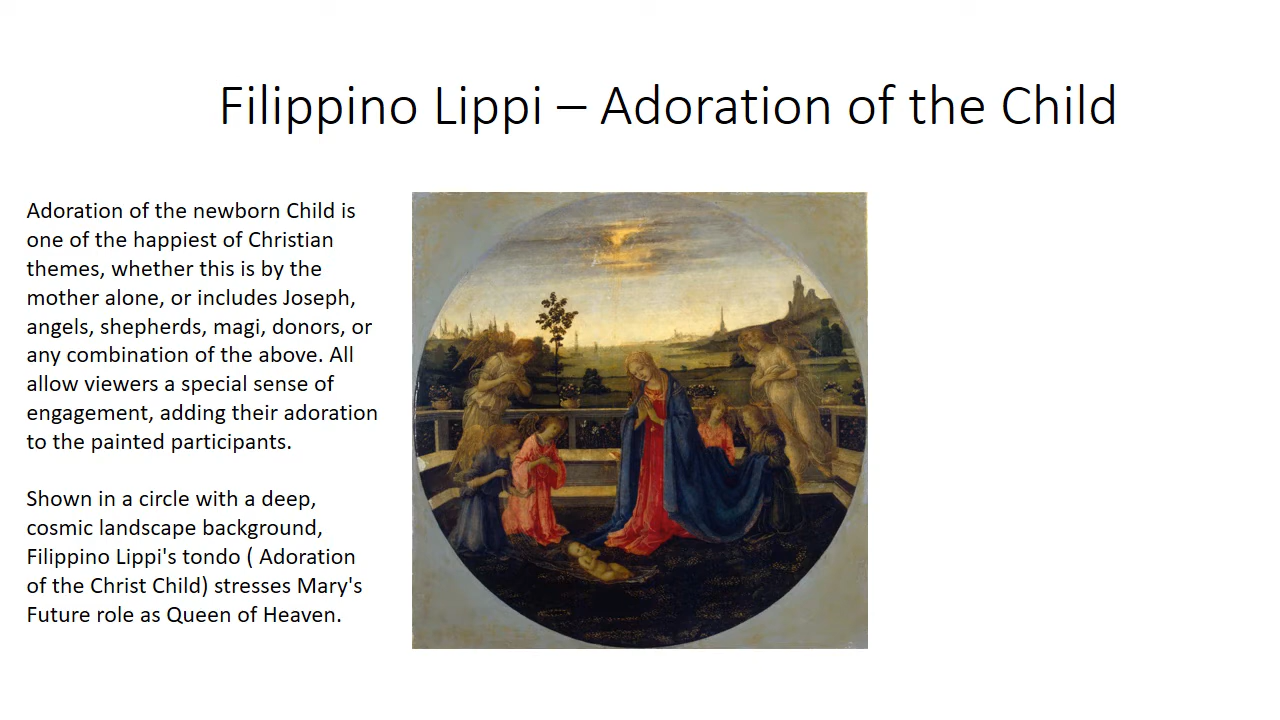 Filippino Lippi – Adoration of the Child
Adoration of the newborn Child is
one of the happiest of Christian
themes, whether this is by the
mother alone, or includes Joseph,
angels, shepherds, magi, donors, or
any combination of the above. All
allow viewers a special sense of
engagement, adding their adoration
to the painted participants.
Shown in a circle with a deep,
cosmic landscape background,
Filippino Lippi's tondo ( Adoration
of the Christ Child) stresses Mary's
Future role as Queen of Heaven.